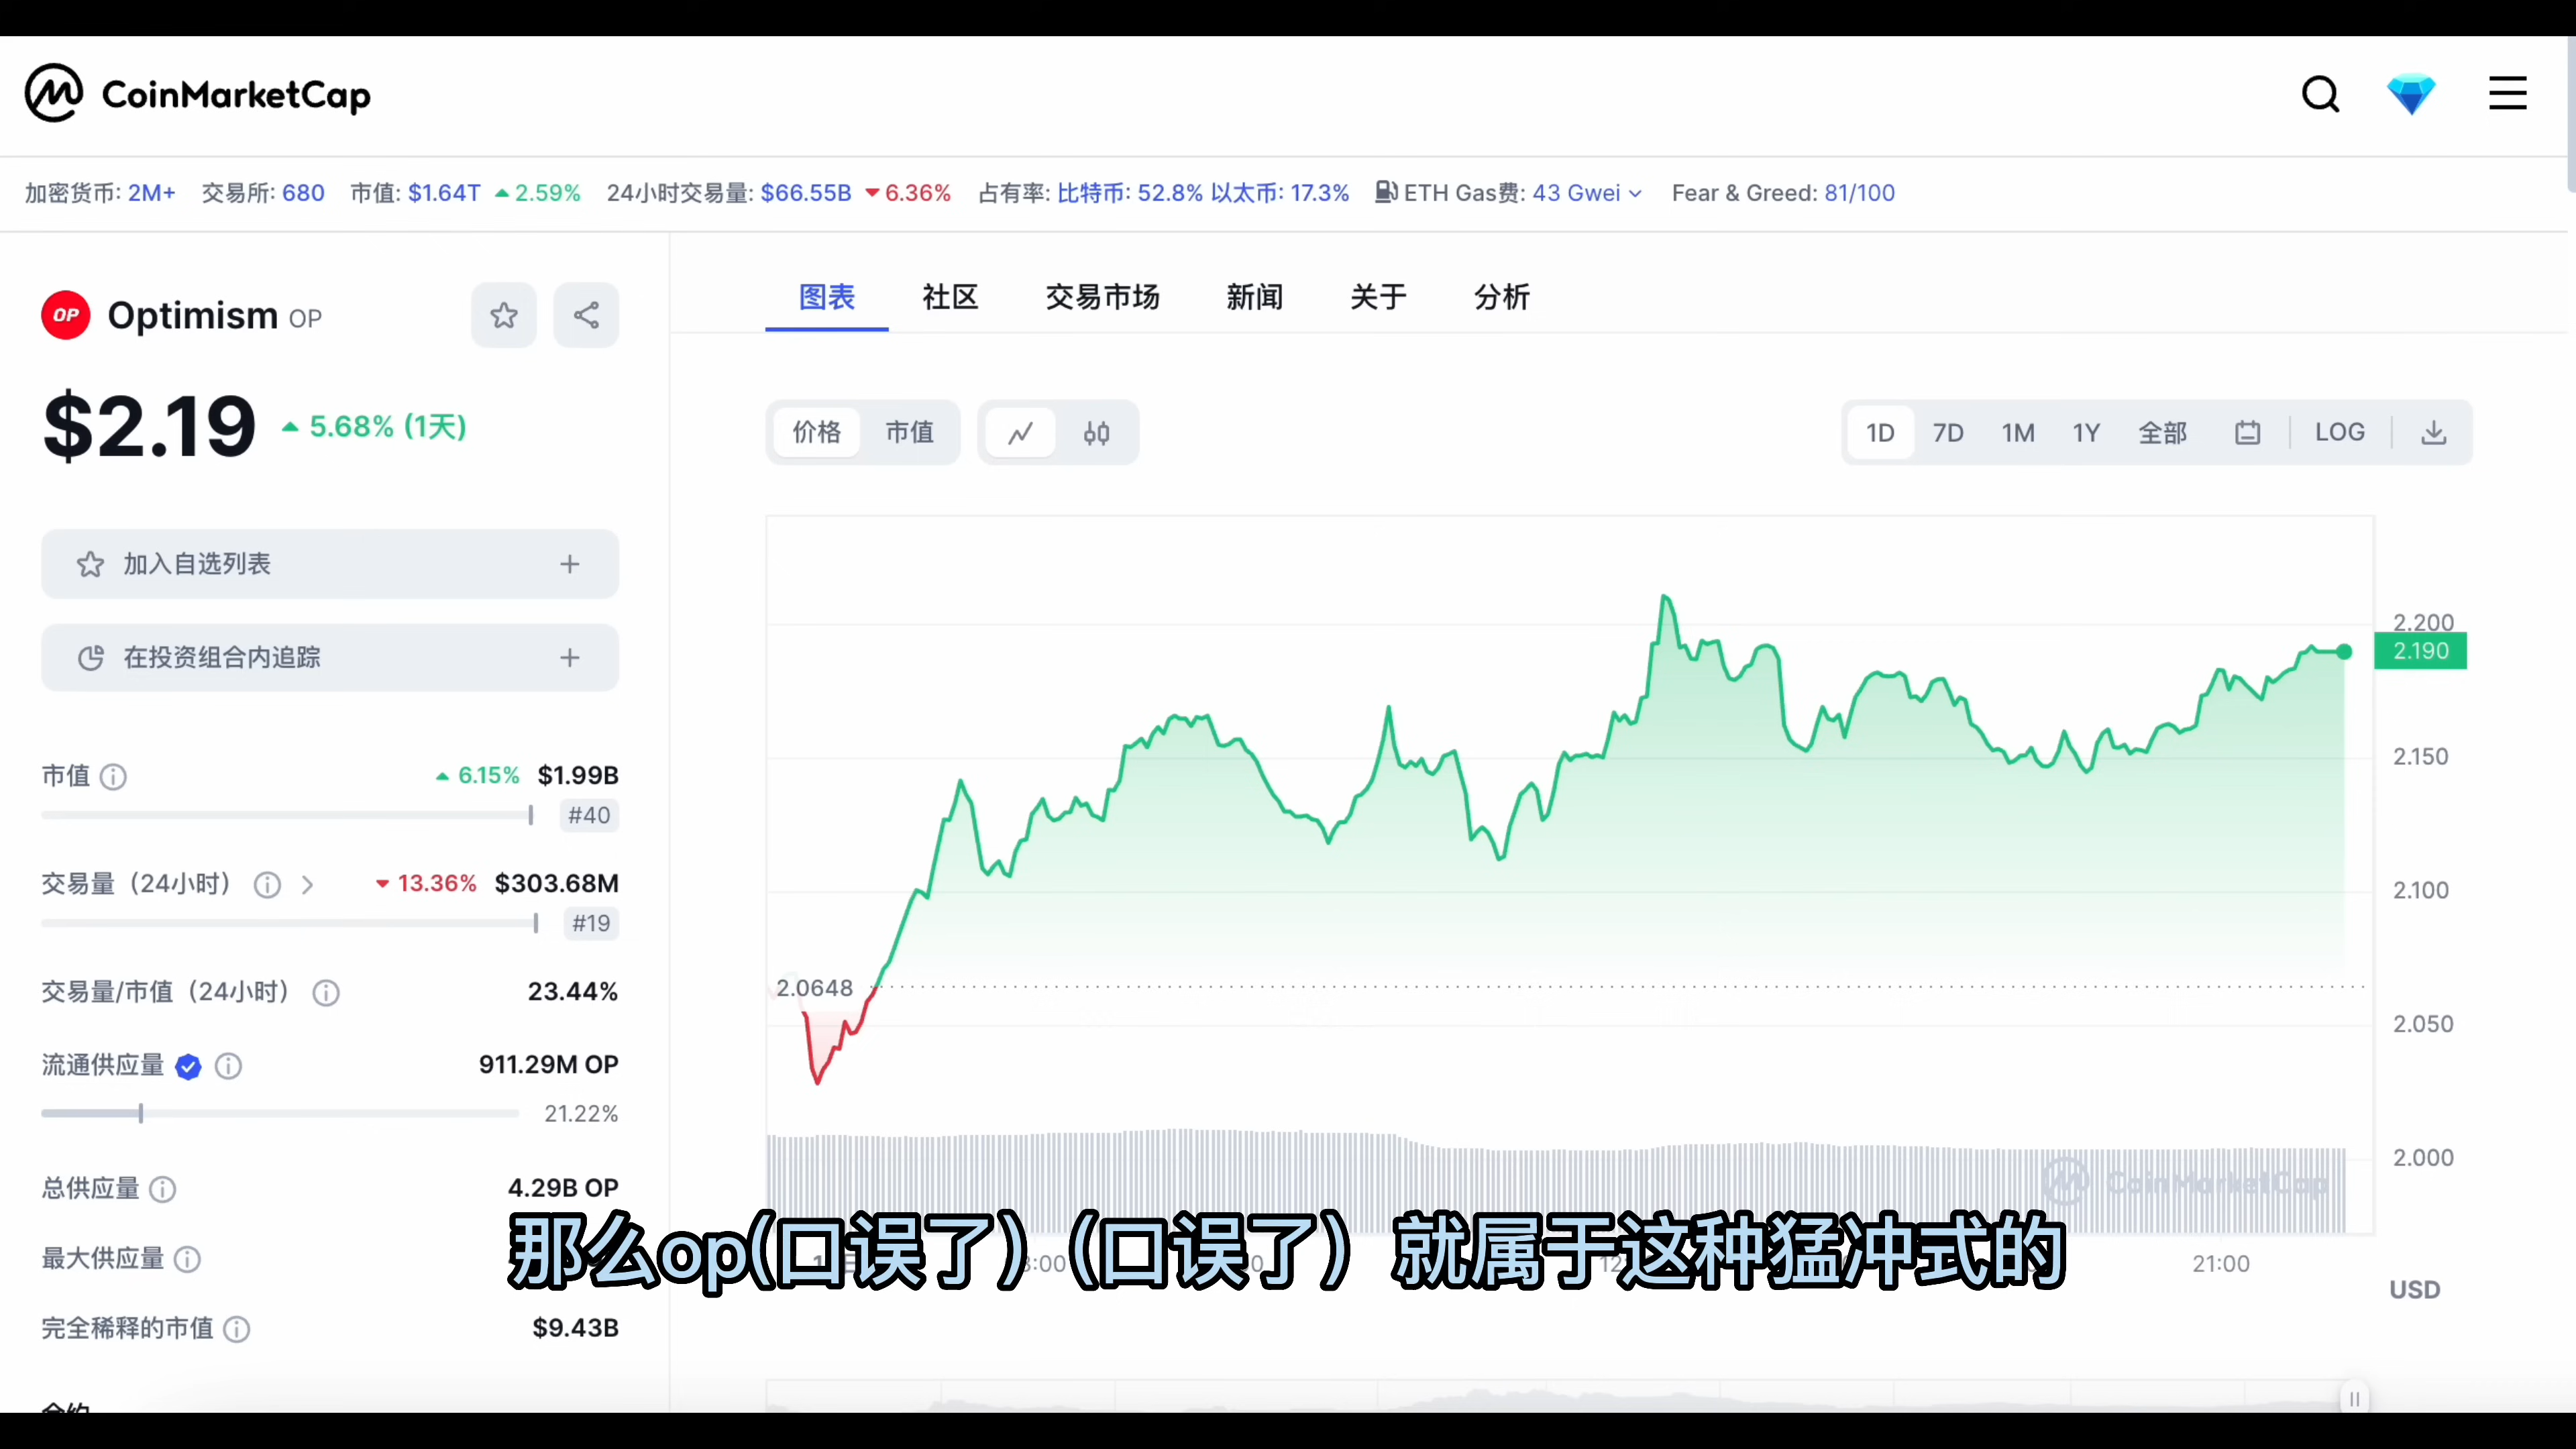 CoinMarketCap
加密货币: 2M+ 交易所: 680 市值: $1.64T 2.59% 24小时交易量: $66.55B 6.36% 占有率: 比特币: 52.8% 以太币: 17.3% ETH Gas费: 43 Gwei Fear & Greed: 81/100
OP Optimism OP
$2.19 5.68% (1天)
加入自选列表 +
在投资组合内追踪 +
市值 6.15% $1.99B
#40
交易量（24小时） 13.36% $303.68M
#19
交易量/市值（24小时） 23.44%
流通供应量 911.29M OP
21.22%
总供应量 4.29B OP
最大供应量
完全稀释的市值 $9.43B
图表 社区 交易市场 新闻 关于 分析
价格 市值
1D 7D 1M 1Y 全部 LOG
2.200
2.190
2.150
2.100
2.0648
2.050
2.000
CoinMarketCap
21:00
USD
那么op(口误了)（口误了） 就属于这种猛冲式的